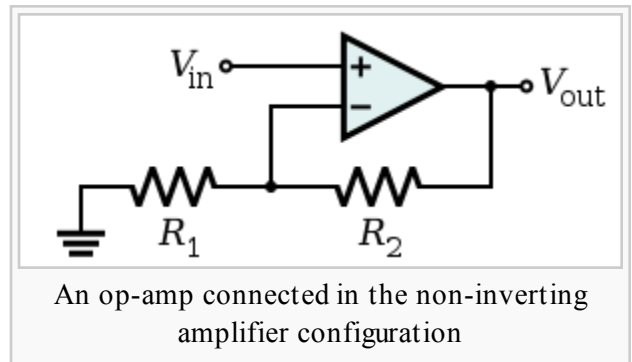 Vin
+
−
Vout
R1
R2
An op-amp connected in the non-inverting
amplifier configuration